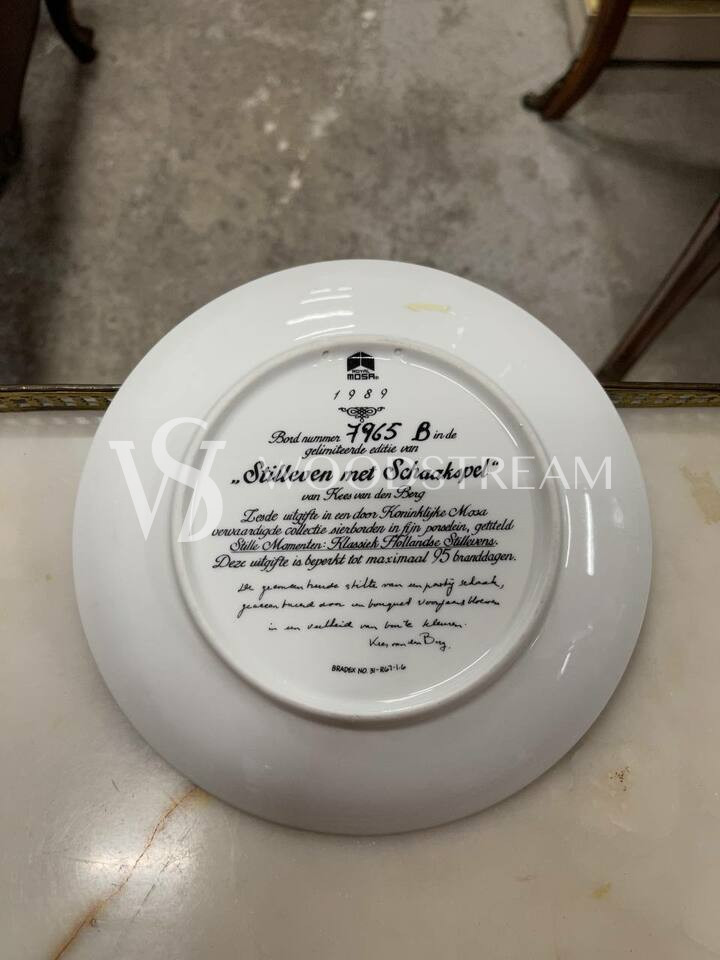 ROYAL
MOSA®
1989
Bord nummer 7965 B in de
gelimiteerde editie van
„Stilleven met Schaakspel"
van Kees van den Berg
Zesde uitgifte in een door Koninklijke Mosa
vervaardigde collectie sierborden in fijn porselein, getiteld
Stille Momenten: Klassiek Hollandse Stillevens.
Deze uitgifte is beperkt tot maximaal 95 branddagen.
De geconcentreerde stilte van een partij schaak,
geaccentueerd door een bouquet voorjaarsbloemen
in een veelheid van bonte kleuren.
Kees van den Berg.
BRADEX NO. 31-R67-1.6
WS WOODSTREAM